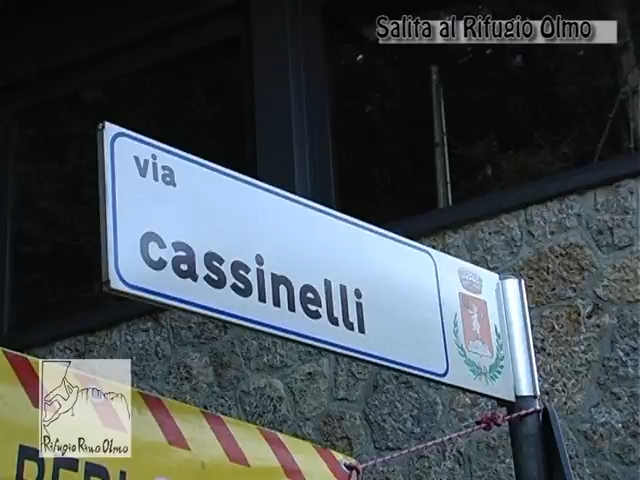 Salita al Rifugio Olmo
via
cassinelli
Rifugio Rino Olmo